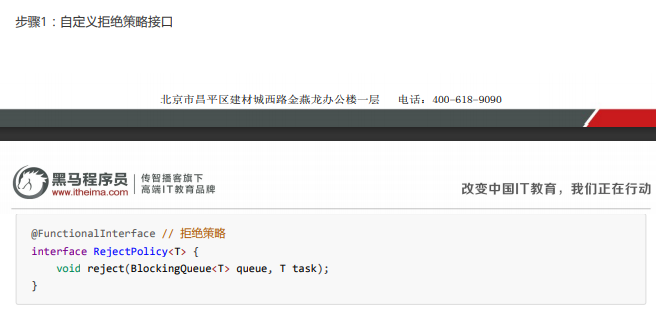 步骤1：自定义拒绝策略接口
北京市昌平区建材城西路金燕龙办公楼一层 电话：400-618-9090
黑马程序员
www.itheima.com
传智播客旗下
高端IT教育品牌
改变中国IT教育，我们正在行动
@FunctionalInterface // 拒绝策略
interface RejectPolicy<T> {
    void reject(BlockingQueue<T> queue, T task);
}